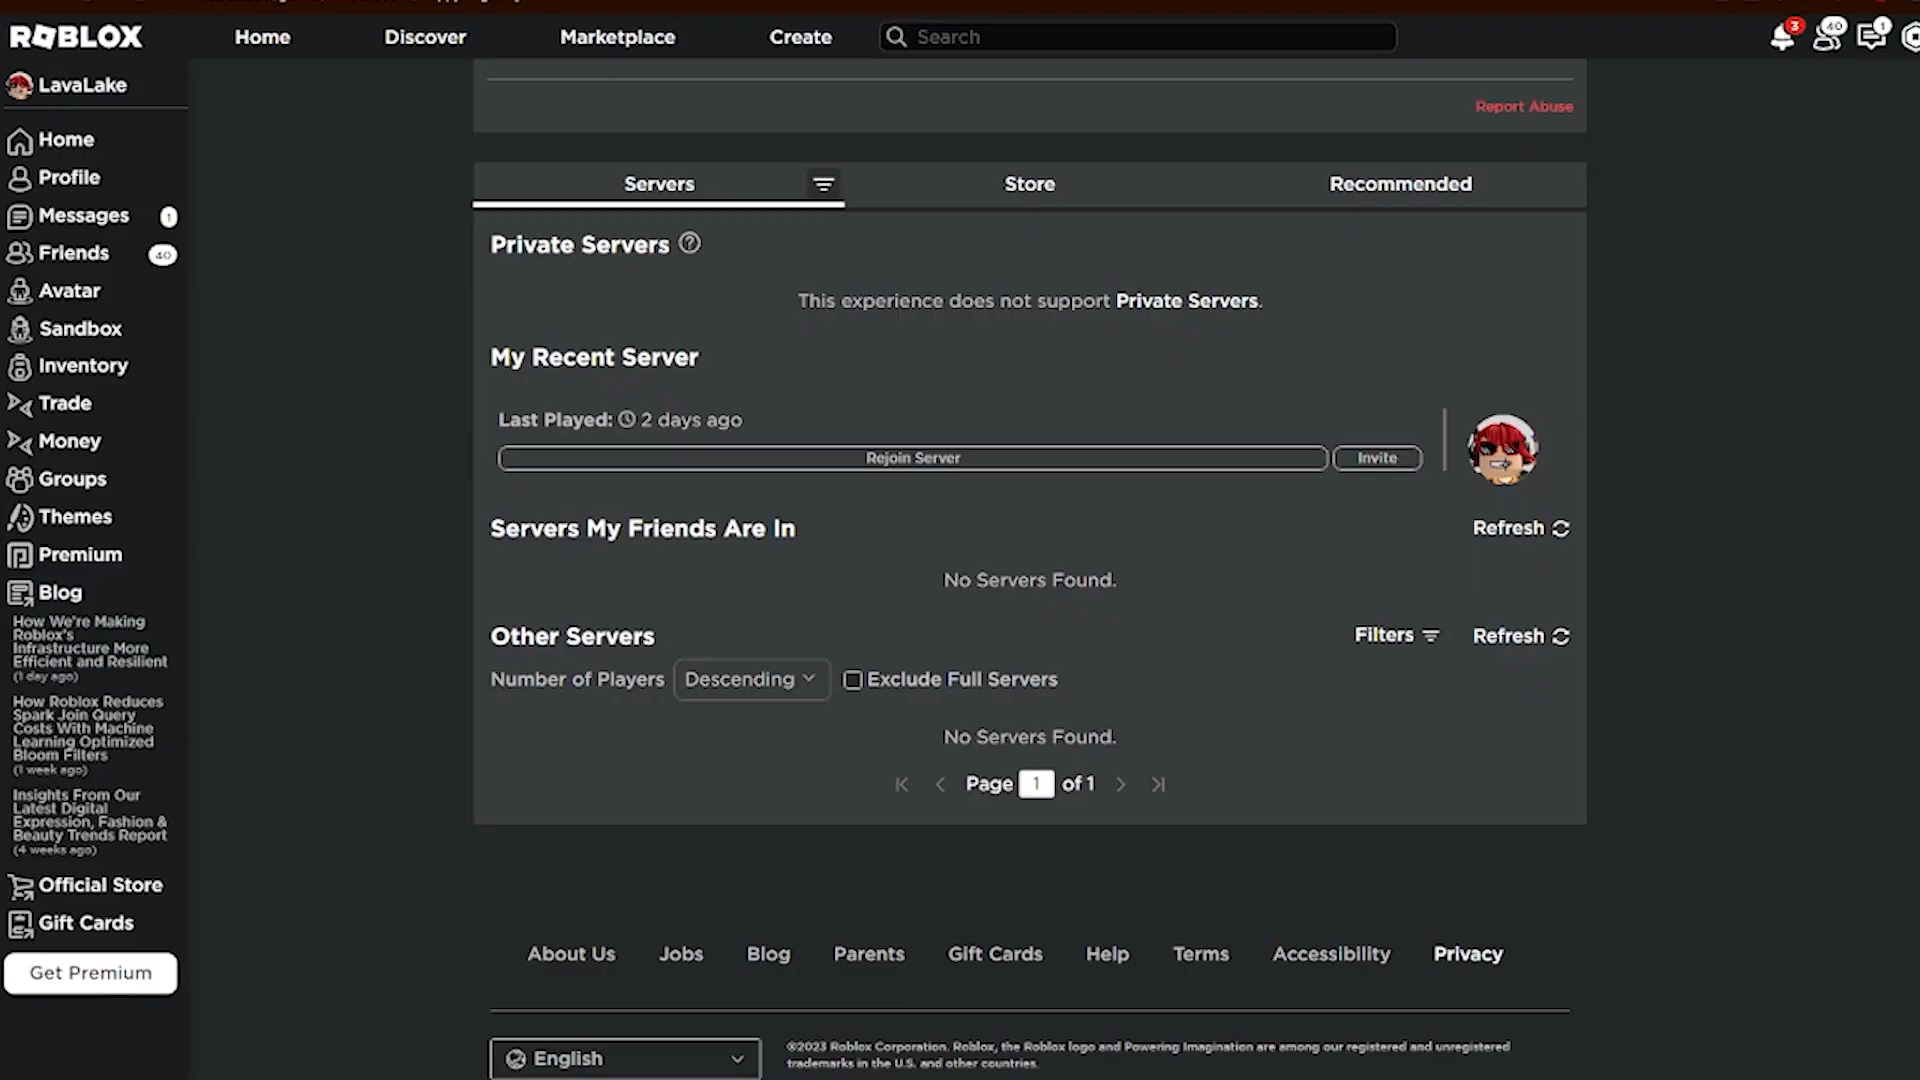 ROBLOX
Home
Discover
Marketplace
Create
Search
3
40
1
LavaLake
Home
Profile
Messages
1
Friends
40
Avatar
Sandbox
Inventory
Trade
Money
Groups
Themes
Premium
Blog
How We're Making
Roblox's
Infrastructure More
Efficient and Resilient
(1 day ago)
How Roblox Reduces
Spark Join Query
Costs With Machine
Learning Optimized
Bloom Filters
(1 week ago)
Insights From Our
Latest Digital
Expression, Fashion &
Beauty Trends Report
(4 weeks ago)
Official Store
Gift Cards
Get Premium
Report Abuse
Servers
Store
Recommended
Private Servers
This experience does not support Private Servers.
My Recent Server
Last Played: 2 days ago
Rejoin Server
Invite
Servers My Friends Are In
Refresh
No Servers Found.
Other Servers
Filters
Refresh
Number of Players Descending Exclude Full Servers
No Servers Found.
Page 1 of 1
About Us
Jobs
Blog
Parents
Gift Cards
Help
Terms
Accessibility
Privacy
English
©2023 Roblox Corporation. Roblox, the Roblox logo and Powering Imagination are among our registered and unregistered
trademarks in the U.S. and other countries.